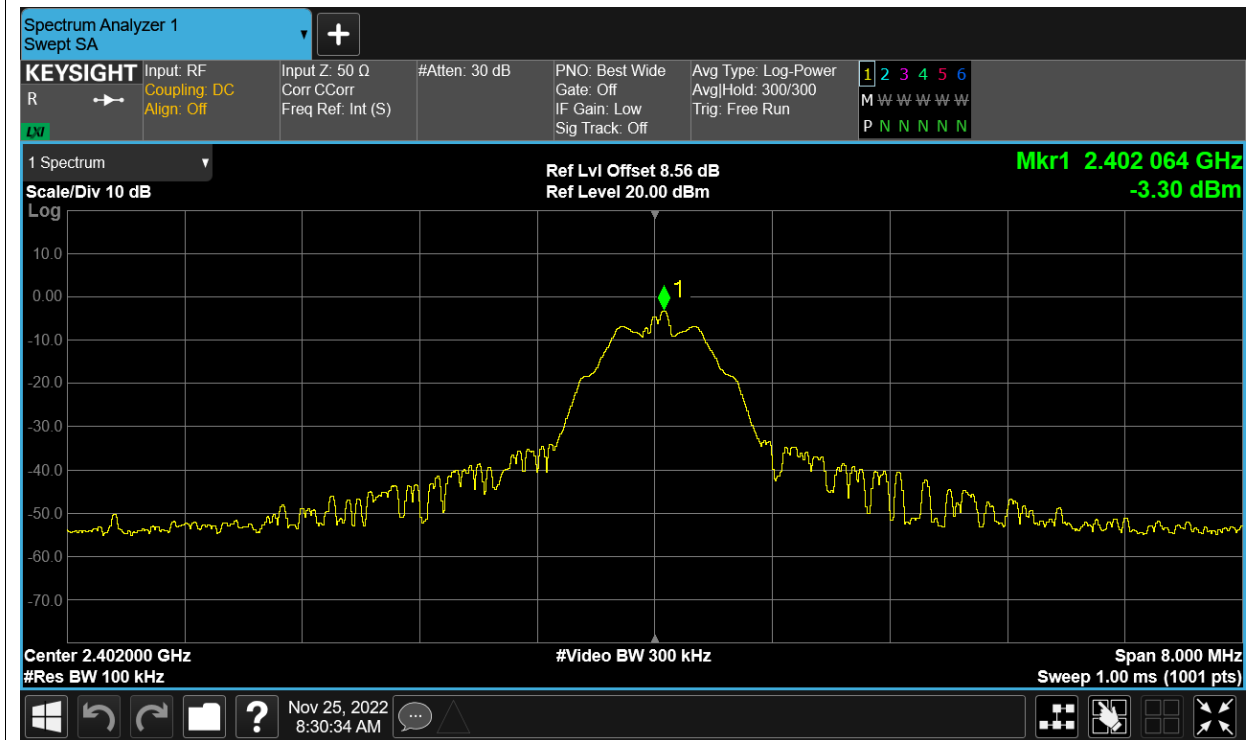 Spectrum Analyzer 1
Swept SA
KEYSIGHT
R
LXI
Input: RF
Coupling: DC
Align: Off
Input Z: 50 Ω
Corr CCorr
Freq Ref: Int (S)
#Atten: 30 dB
PNO: Best Wide
Gate: Off
IF Gain: Low
Sig Track: Off
Avg Type: Log-Power
Avg|Hold: 300/300
Trig: Free Run
1 2 3 4 5 6
M W W W W W
P N N N N N
1 Spectrum
Scale/Div 10 dB
Log
Ref Lvl Offset 8.56 dB
Ref Level 20.00 dBm
Mkr1 2.402 064 GHz
-3.30 dBm
1
10.0
0.00
-10.0
-20.0
-30.0
-40.0
-50.0
-60.0
-70.0
Center 2.402000 GHz
#Res BW 100 kHz
#Video BW 300 kHz
Span 8.000 MHz
Sweep 1.00 ms (1001 pts)
?
Nov 25, 2022
8:30:34 AM